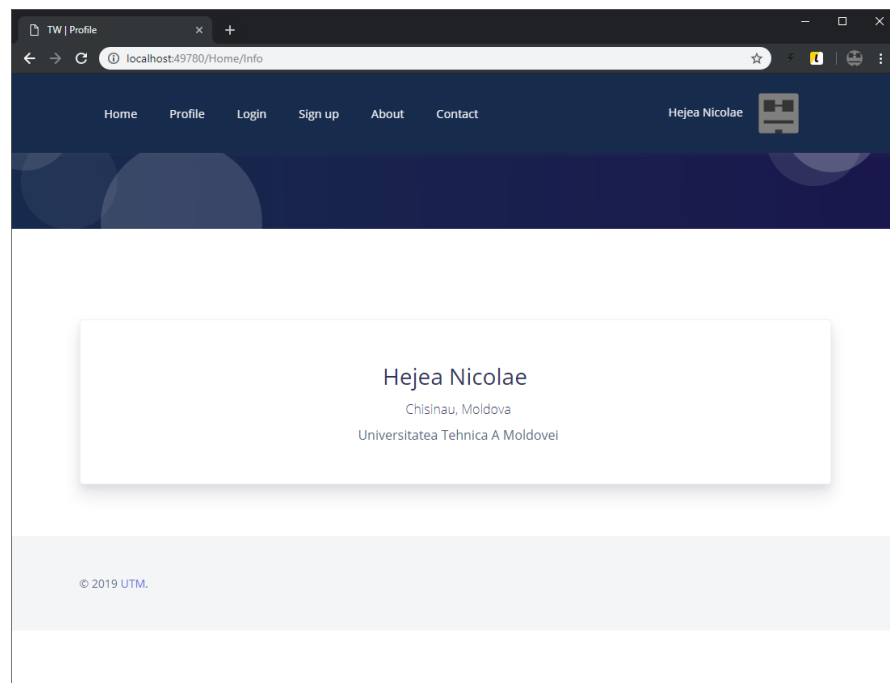 TW | Profile
localhost:49780/Home/Info
Home Profile Login Sign up About Contact Hejea Nicolae
Hejea Nicolae
Chisinau, Moldova
Universitatea Tehnica A Moldovei
© 2019 UTM.